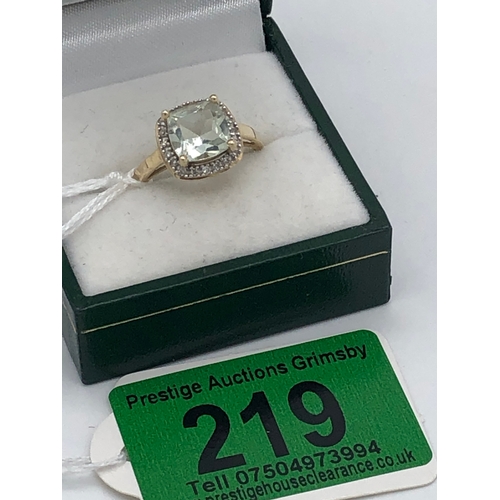 Prestige Auctions Grimsby
219
Tell 07504973994
prestigehouseclearance.co.uk